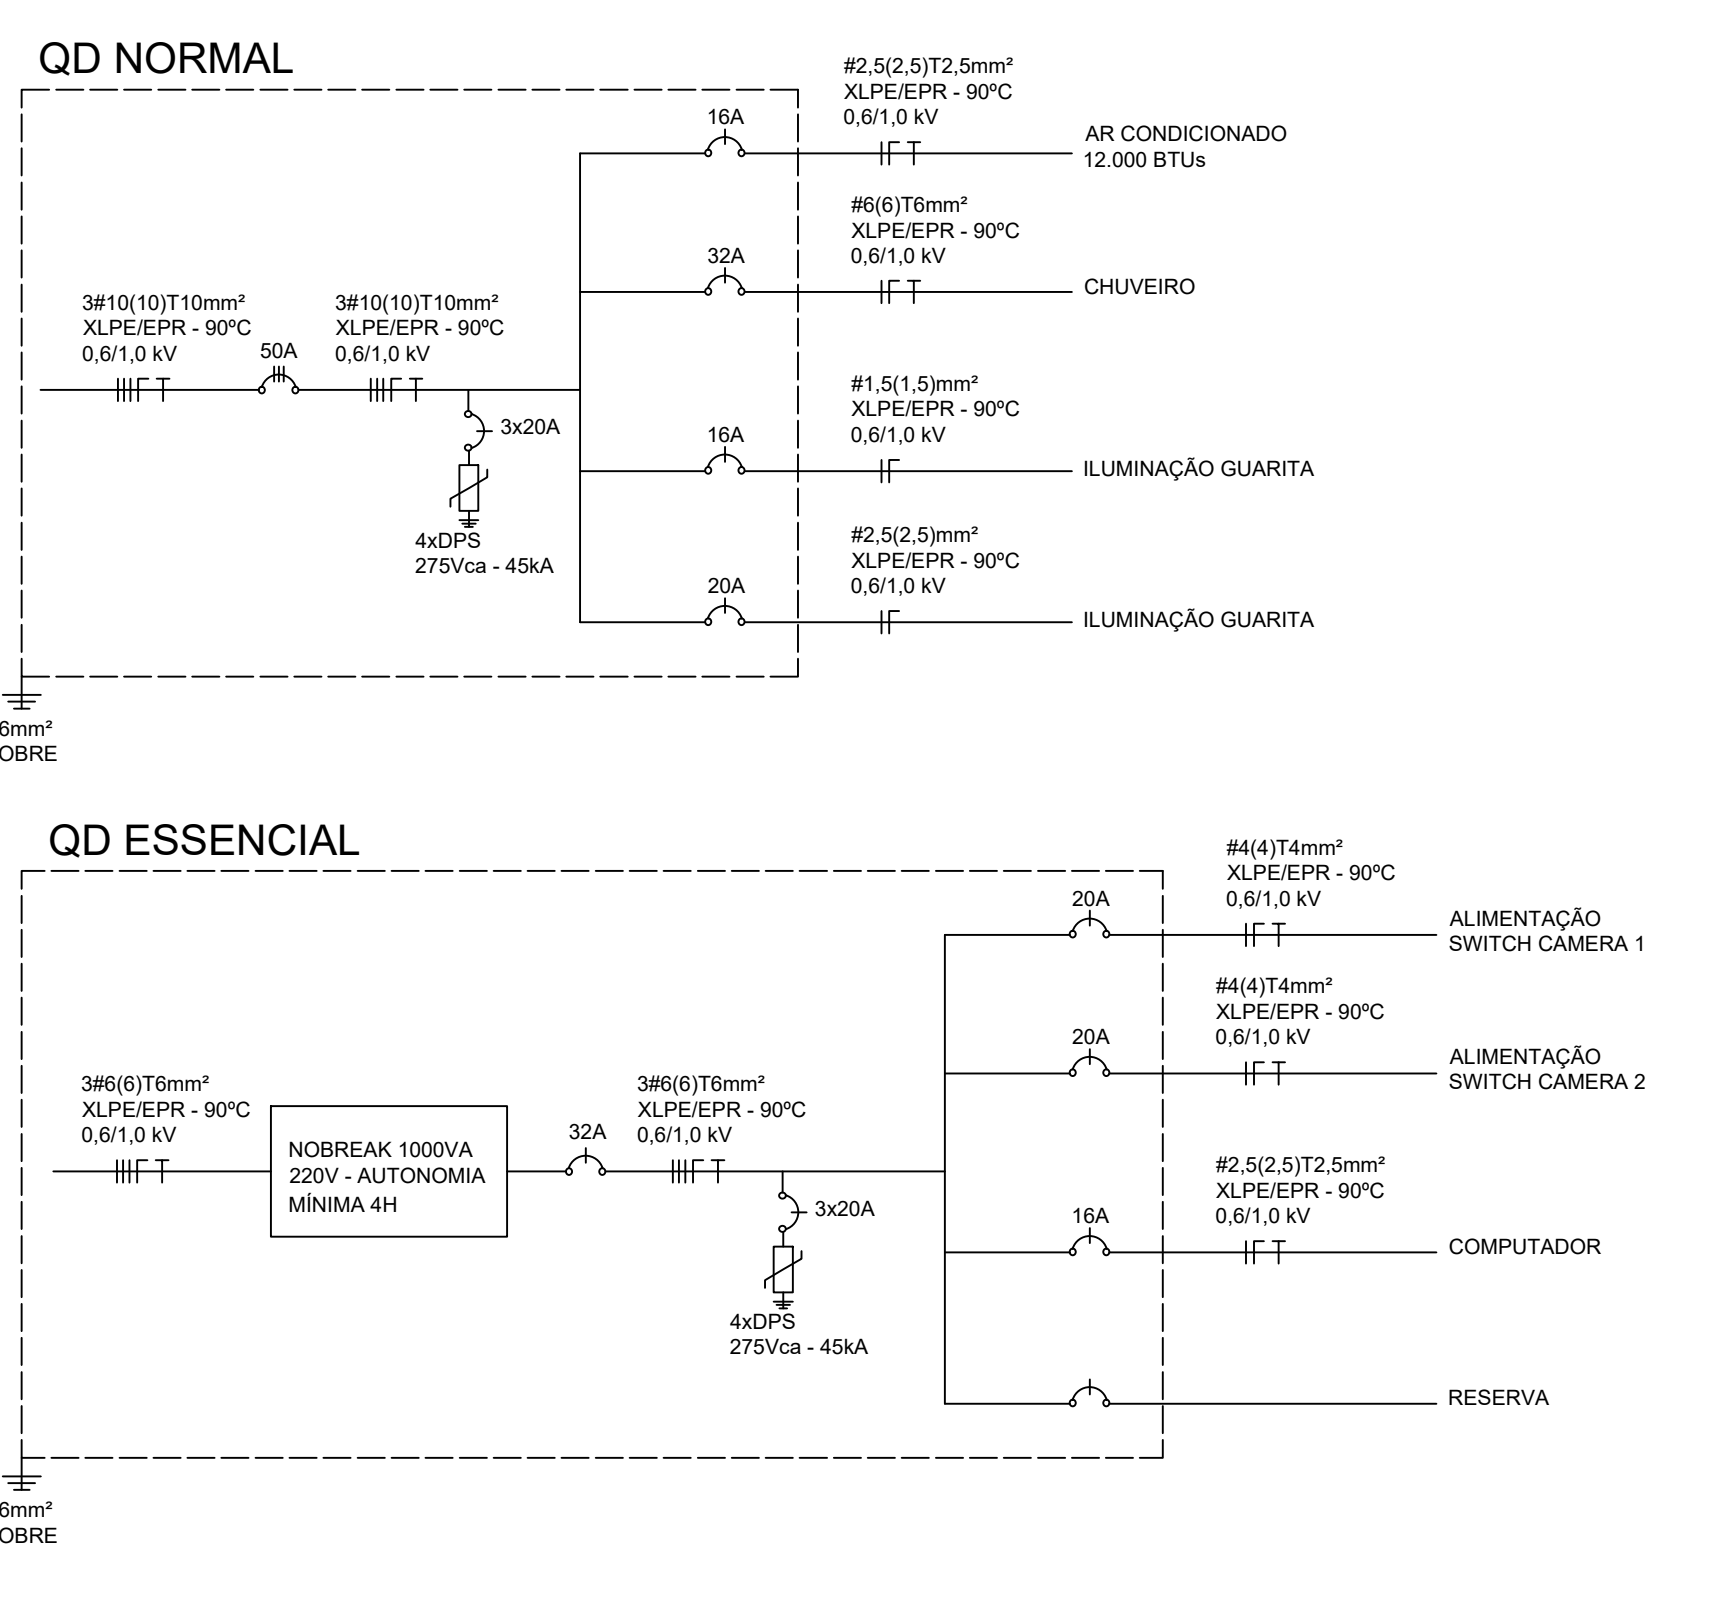 QD NORMAL
#2,5(2,5)T2,5mm²
XLPE/EPR - 90ºC
0,6/1,0 kV
16A
AR CONDICIONADO
12.000 BTUs
#6(6)T6mm²
XLPE/EPR - 90ºC
0,6/1,0 kV
32A
CHUVEIRO
3#10(10)T10mm²
XLPE/EPR - 90ºC
0,6/1,0 kV
50A
3#10(10)T10mm²
XLPE/EPR - 90ºC
0,6/1,0 kV
3x20A
4xDPS
275Vca - 45kA
#1,5(1,5)mm²
XLPE/EPR - 90ºC
0,6/1,0 kV
16A
ILUMINAÇÃO GUARITA
#2,5(2,5)mm²
XLPE/EPR - 90ºC
0,6/1,0 kV
20A
ILUMINAÇÃO GUARITA
6mm²
OBRE
QD ESSENCIAL
#4(4)T4mm²
XLPE/EPR - 90ºC
0,6/1,0 kV
20A
ALIMENTAÇÃO
SWITCH CAMERA 1
#4(4)T4mm²
XLPE/EPR - 90ºC
0,6/1,0 kV
20A
ALIMENTAÇÃO
SWITCH CAMERA 2
3#6(6)T6mm²
XLPE/EPR - 90ºC
0,6/1,0 kV
NOBREAK 1000VA
220V - AUTONOMIA
MÍNIMA 4H
32A
3#6(6)T6mm²
XLPE/EPR - 90ºC
0,6/1,0 kV
3x20A
4xDPS
275Vca - 45kA
#2,5(2,5)T2,5mm²
XLPE/EPR - 90ºC
0,6/1,0 kV
16A
COMPUTADOR
RESERVA
6mm²
OBRE